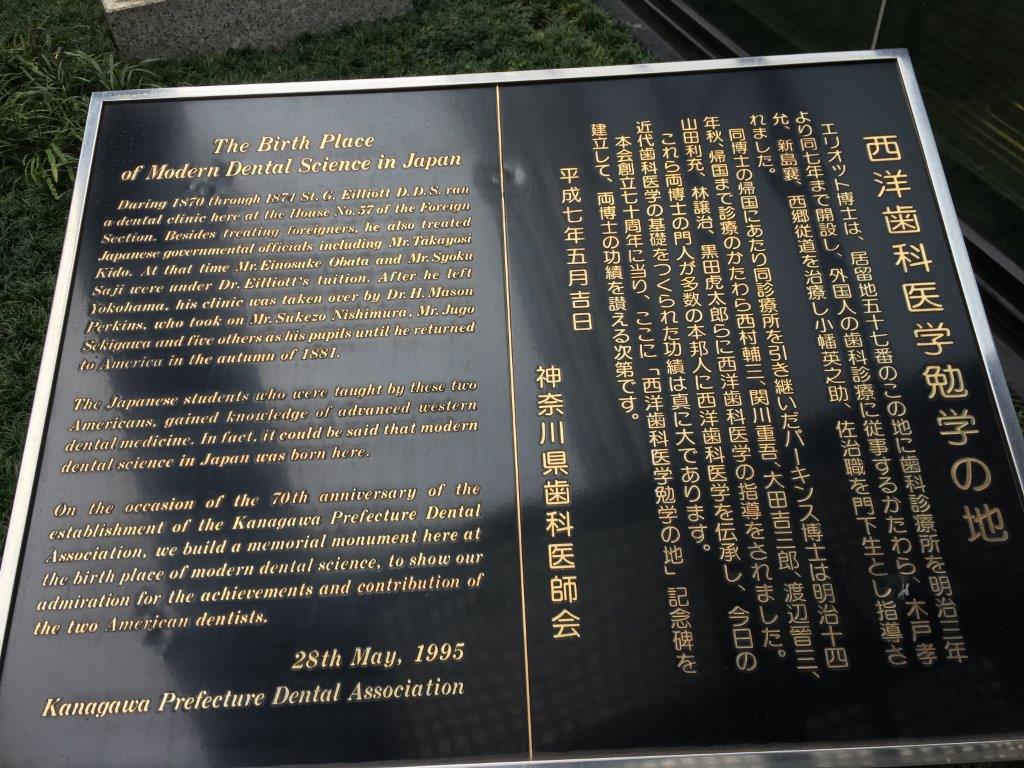 The Birth Place
of Modern Dental Science in Japan
During 1870 through 1874 St. G. Eilliott D. D. S. ran
a dental clinic here at the House No. 57 of the Foreign
Section. Besides treating foreigners, he also treated
Japanese governmental officials including Mr. Takayosi
Kido. At that time Mr. Einosuke Obata and Mr. Syoku
Saji were under Dr. Eilliott's tuition. After he left
Yokohama, his clinic was taken over by Dr. H. Mason
Perkins, who took on Mr. Sukezo Nishimura, Mr. Jugo
Sekigawa and five others as his pupils until he returned
to America in the autumn of 1881.
The Japanese students who were taught by these two
Americans, gained knowledge of advanced western
dental medicine. In fact, it could be said that modern
dental science in Japan was born here.
On the occasion of the 70th anniversary of the
establishment of the Kanagawa Prefecture Dental
Association, we build a memorial monument here at
the birth place of modern dental science, to show our
admiration for the achievements and contribution of
the two American dentists.
28th May, 1995
Kanagawa Prefecture Dental Association
西洋歯科医学勉学の地
エリオット博士は、居留地五十七番のこの地に歯科診療所を明治三年
より同七年まで開設し、外国人の歯科診療に従事するかたわら、木戸孝
允、新島襄、西郷従道を治療し小幡英之助、佐治職を門下生とし指導さ
れました。
同博士の帰国にあたり同診療所を引き継いだパーキンス博士は明治十四
年秋、帰国まで診療のかたわら西村輔三、関川重吾、大田吉三郎、渡辺晋三、
山田利充、林譲治、黒田虎太郎らに西洋歯科医学の指導をされました。
これら両博士の門人が多数の本邦人に西洋歯科医学を伝承し、今日の
近代歯科医学の基礎をつくられた功績は真に大であります。
本会創立七十周年に当り、ここに「西洋歯科医学勉学の地」記念碑を
建立して、両博士の功績を讃える次第です。
平成七年五月吉日
神奈川県歯科医師会